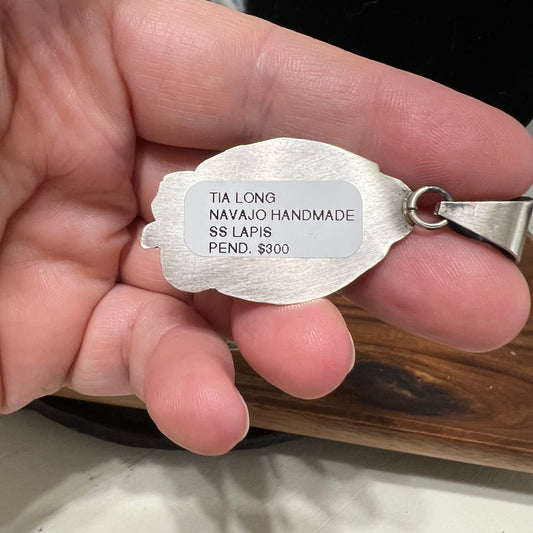 TIA LONG
NAVAJO HANDMADE
SS LAPIS
PEND. $300